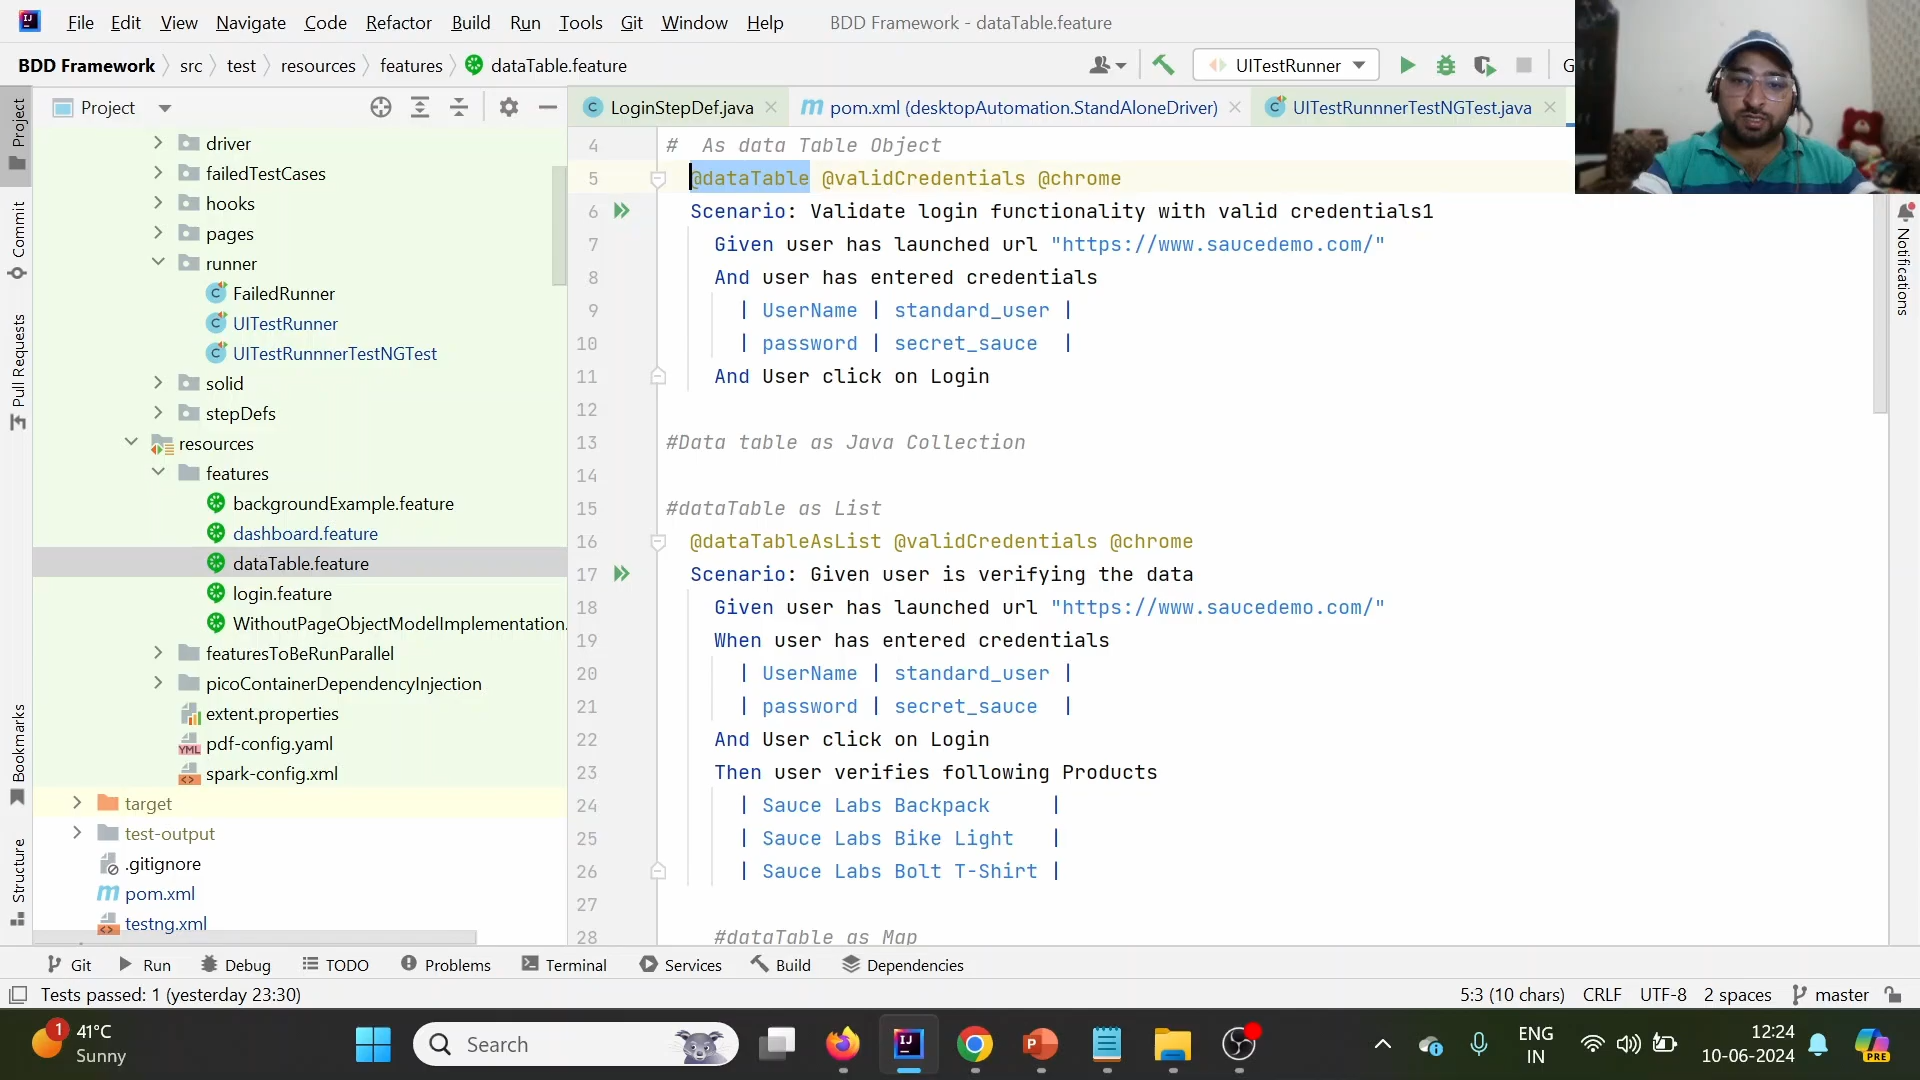 File Edit View Navigate Code Refactor Build Run Tools Git Window Help BDD Framework - dataTable.feature
BDD Framework src test resources features dataTable.feature UITestRunner G
Project LoginStepDef.java pom.xml (desktopAutomation.StandAloneDriver) UITestRunnnerTestNGTest.java
Project
Commit
Pull Requests
Bookmarks
Structure
driver
failedTestCases
hooks
pages
runner
FailedRunner
UITestRunner
UITestRunnnerTestNGTest
solid
stepDefs
resources
features
backgroundExample.feature
dashboard.feature
dataTable.feature
login.feature
WithoutPageObjectModelImplementation.
featuresToBeRunParallel
picoContainerDependencyInjection
extent.properties
pdf-config.yaml
spark-config.xml
target
test-output
.gitignore
pom.xml
testng.xml
4 # As data Table Object
5 @dataTable @validCredentials @chrome
6 Scenario: Validate login functionality with valid credentials1
7 Given user has launched url "https://www.saucedemo.com/"
8 And user has entered credentials
9 | UserName | standard_user |
10 | password | secret_sauce |
11 And User click on Login
12
13 #Data table as Java Collection
14
15 #dataTable as List
16 @dataTableAsList @validCredentials @chrome
17 Scenario: Given user is verifying the data
18 Given user has launched url "https://www.saucedemo.com/"
19 When user has entered credentials
20 | UserName | standard_user |
21 | password | secret_sauce |
22 And User click on Login
23 Then user verifies following Products
24 | Sauce Labs Backpack |
25 | Sauce Labs Bike Light |
26 | Sauce Labs Bolt T-Shirt |
27
28 #dataTable as Map
Notifications
Git Run Debug TODO Problems Terminal Services Build Dependencies
Tests passed: 1 (yesterday 23:30) 5:3 (10 chars) CRLF UTF-8 2 spaces master
1 41°C
Sunny
Search
ENG
IN
12:24
10-06-2024
PRE